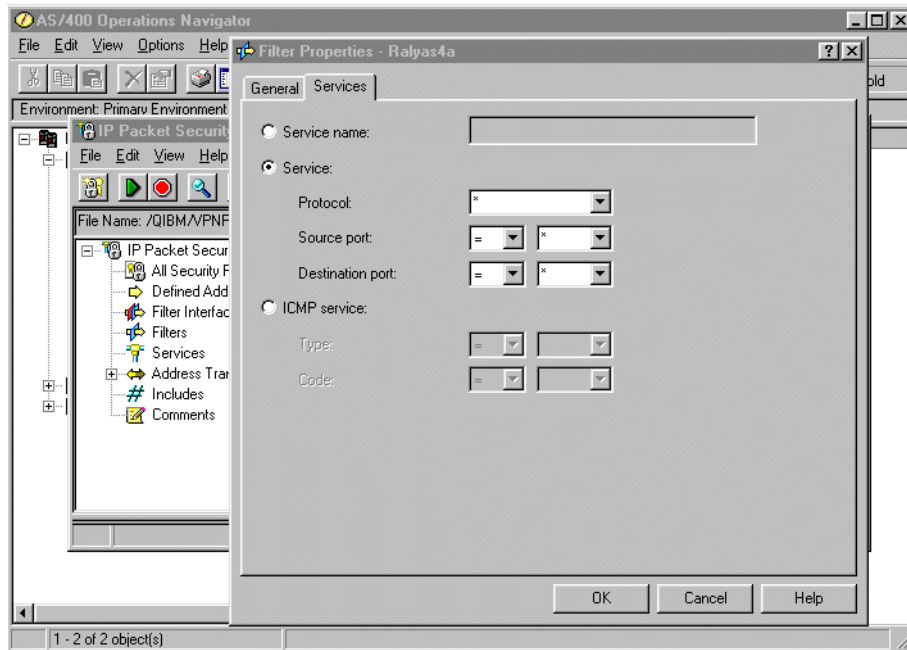 AS/400 Operations Navigator
File Edit View Options Help
Environment: Primary Environment
IP Packet Securit
File Edit View Help
File Name: /QIBM/VPNF
IP Packet Secur
All Security F
Defined Add
Filter Interfac
Filters
Services
Address Tran
Includes
Comments
Filter Properties - Ralyas4a
General Services
Service name:
Service:
Protocol: *
Source port: = *
Destination port: = *
ICMP service:
Type: =
Code: =
OK Cancel Help
old
1 - 2 of 2 object(s)